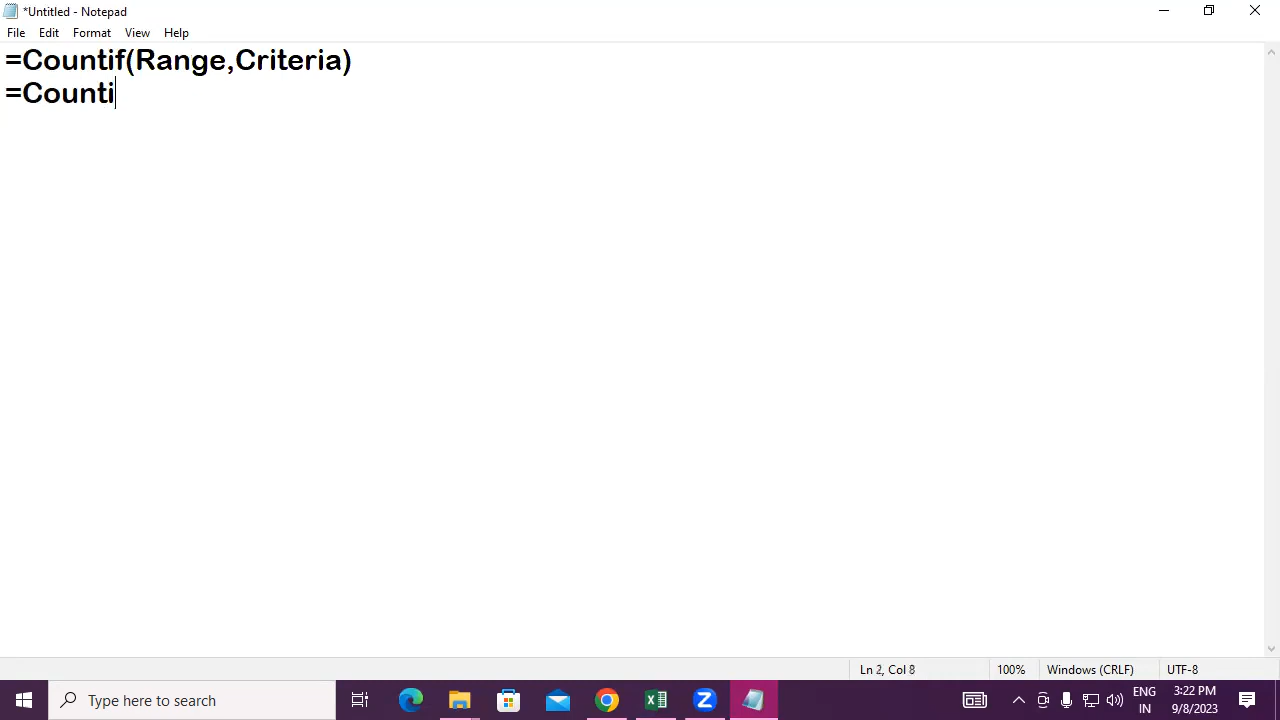 *Untitled - Notepad
File Edit Format View Help
=Countif(Range,Criteria)
=Counti
Ln 2, Col 8 100% Windows (CRLF) UTF-8
Type here to search
ENG 3:22 PM
IN 9/8/2023